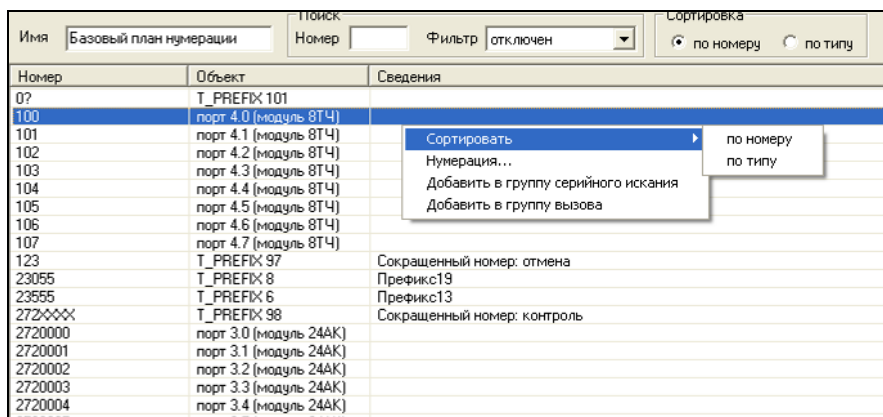 Поиск Сортировка
Имя Базовый план нумерации Номер Фильтр отключен по номеру по типу
Номер Объект Сведения
0? T_PREFIX 101
100 порт 4.0 (модуль 8ТЧ)
101 порт 4.1 (модуль 8ТЧ)
102 порт 4.2 (модуль 8ТЧ)
103 порт 4.3 (модуль 8ТЧ)
104 порт 4.4 (модуль 8ТЧ)
105 порт 4.5 (модуль 8ТЧ)
106 порт 4.6 (модуль 8ТЧ)
107 порт 4.7 (модуль 8ТЧ)
123 T_PREFIX 97 Сокращенный номер: отмена
23055 T_PREFIX 8 Префикс19
23555 T_PREFIX 6 Префикс13
272XXXX T_PREFIX 98 Сокращенный номер: контроль
2720000 порт 3.0 (модуль 24АК)
2720001 порт 3.1 (модуль 24АК)
2720002 порт 3.2 (модуль 24АК)
2720003 порт 3.3 (модуль 24АК)
2720004 порт 3.4 (модуль 24АК)
Сортировать
Нумерация...
Добавить в группу серийного искания
Добавить в группу вызова
по номеру
по типу